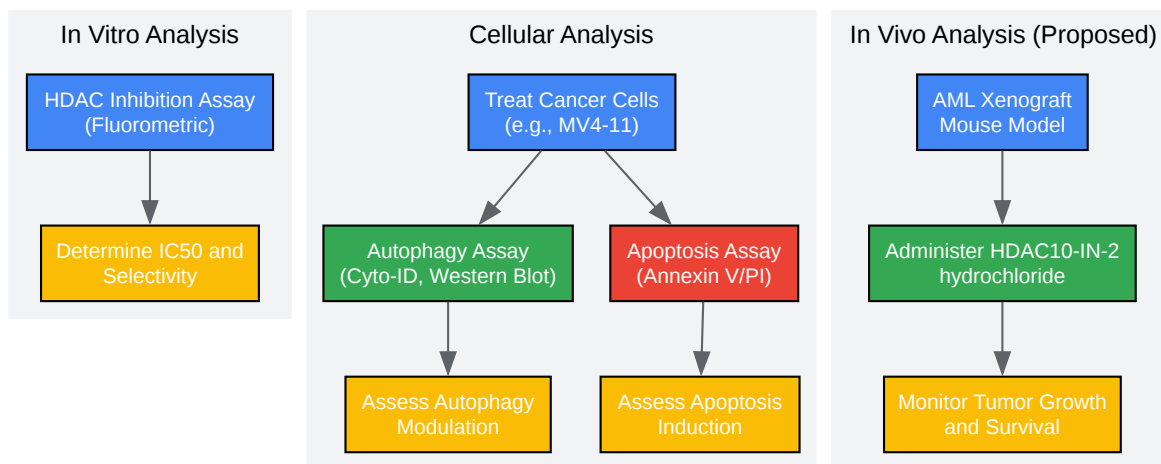 In Vitro Analysis
HDAC Inhibition Assay
(Fluorometric)
Determine IC50 and
Selectivity
Cellular Analysis
Treat Cancer Cells
(e.g., MV4-11)
Autophagy Assay
(Cyto-ID, Western Blot)
Apoptosis Assay
(Annexin V/PI)
Assess Autophagy
Modulation
Assess Apoptosis
Induction
In Vivo Analysis (Proposed)
AML Xenograft
Mouse Model
Administer HDAC10-IN-2
hydrochloride
Monitor Tumor Growth
and Survival